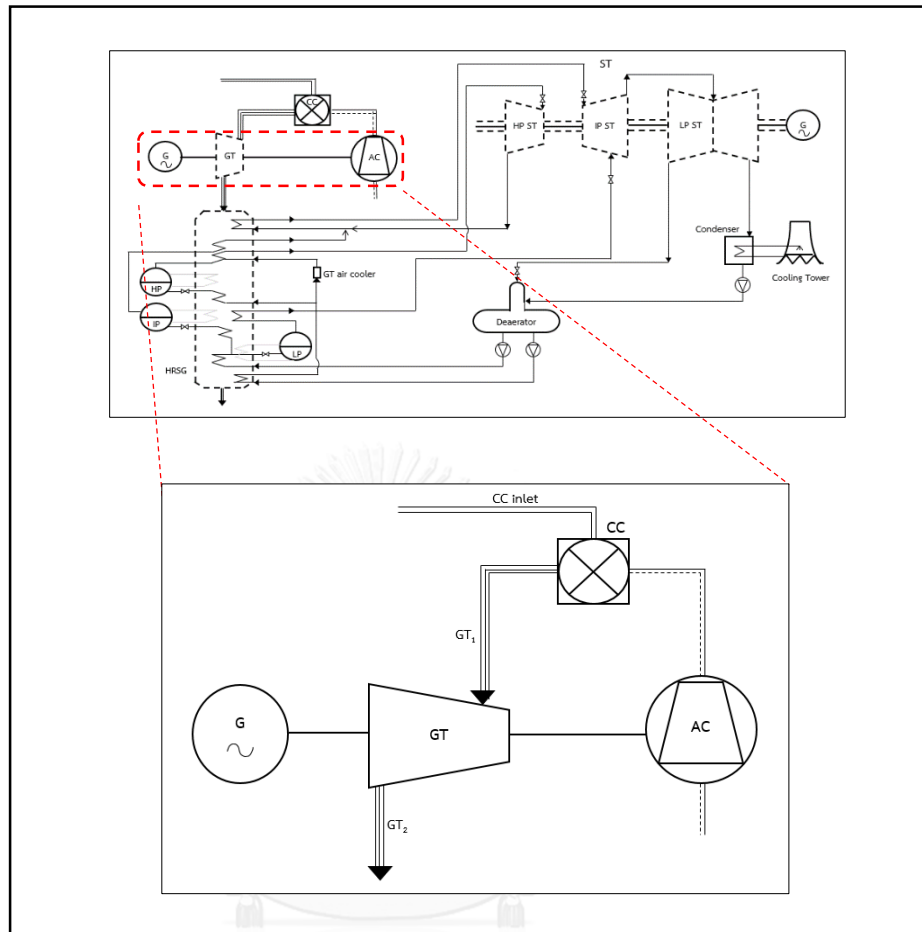 ST
CC
G
GT
AC
HP ST
IP ST
LP ST
G
Condenser
Cooling Tower
GT air cooler
HP
IP
LP
Deaerator
HRSG
CC inlet
CC
GT₁
G
GT
AC
GT₂